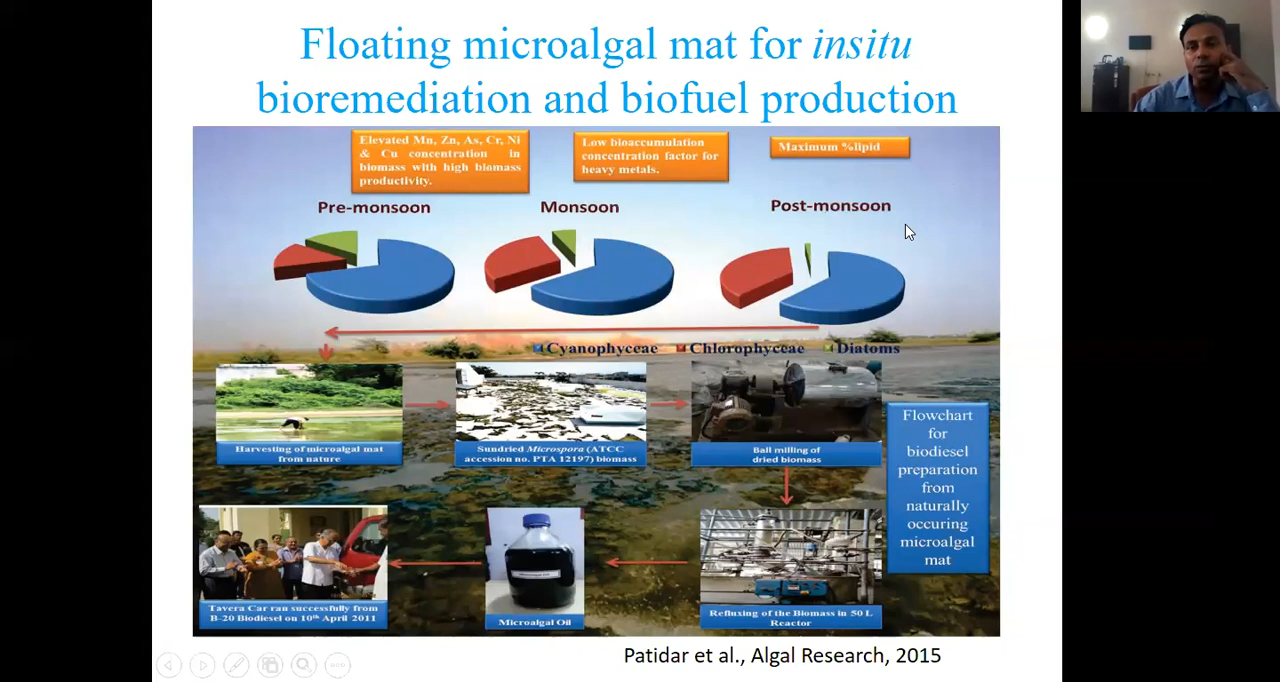 Floating microalgal mat for insitu
bioremediation and biofuel production
Elevated Mn, Zn, As, Cr, Ni
& Cu concentration in
biomass with high biomass
productivity.
Low bioaccumulation
concentration factor for
heavy metals.
Maximum %lipid
Pre-monsoon
Monsoon
Post-monsoon
Cyanophyceae
Chlorophyceae
Diatoms
Harvesting of microalgal mat
from nature
Sundried Microspora (ATCC
accession no. PTA 12197) biomass
Ball milling of
dried biomass
Flowchart
for
biodiesel
preparation
from
naturally
occuring
microalgal
mat
Tavera Car ran successfully from
B-20 Biodiesel on 10th April 2011
Microalgal Oil
Microalgal Oil
Refluxing of the Biomass in 50 L
Reactor
Patidar et al., Algal Research, 2015